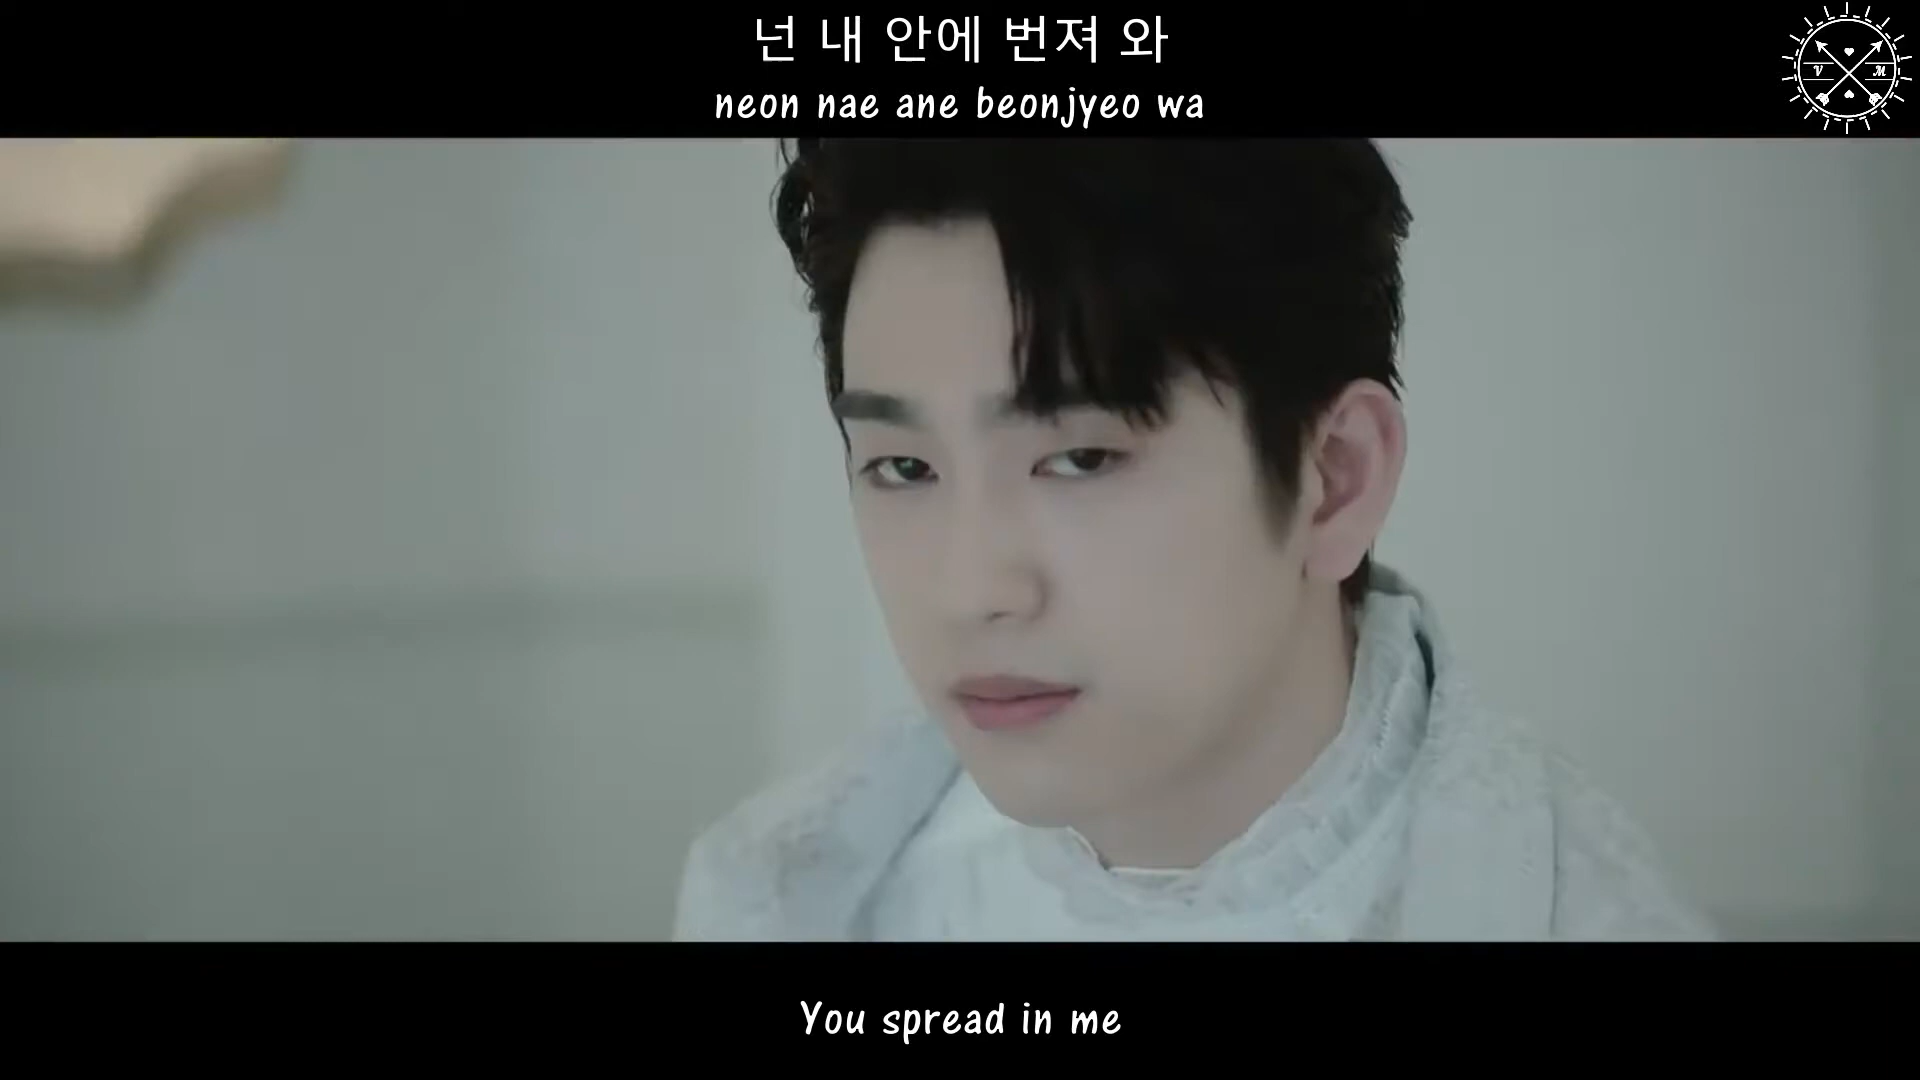 넌 내 안에 번져 와
neon nae ane beonjyeo wa
V M
You spread in me